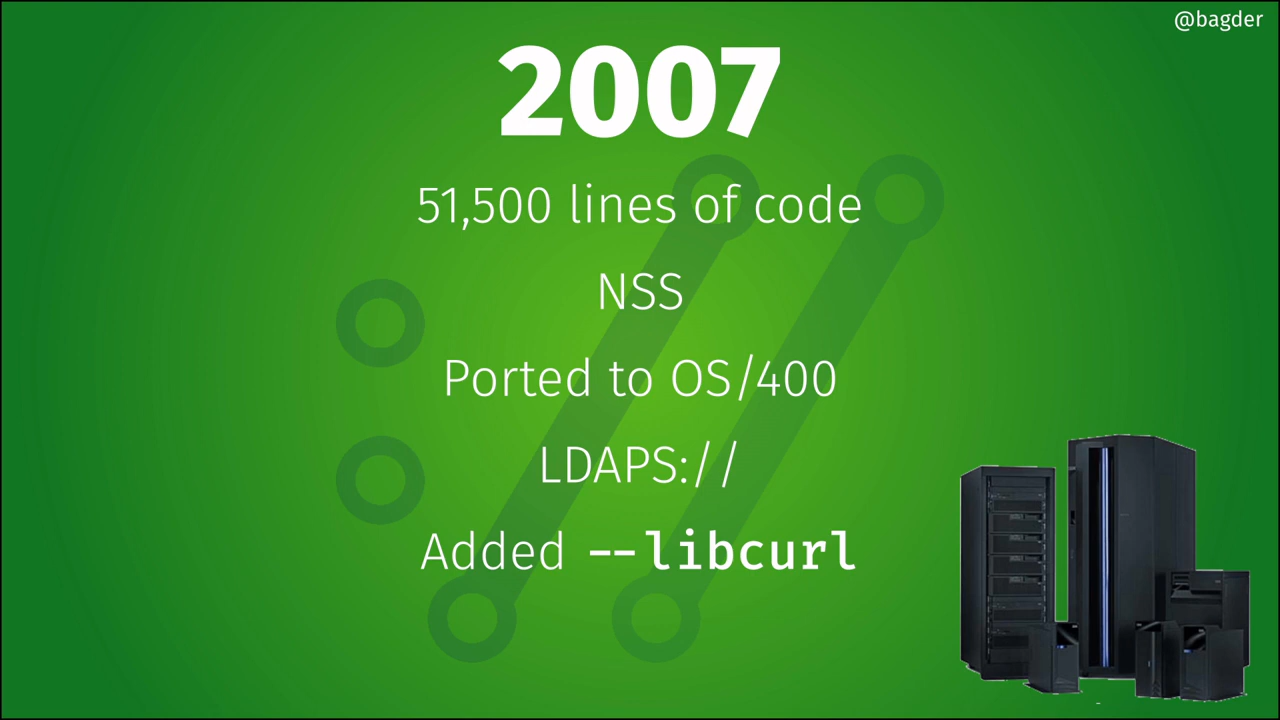 @bagder
2007
51,500 lines of code
NSS
Ported to OS/400
LDAPS://
Added --libcurl